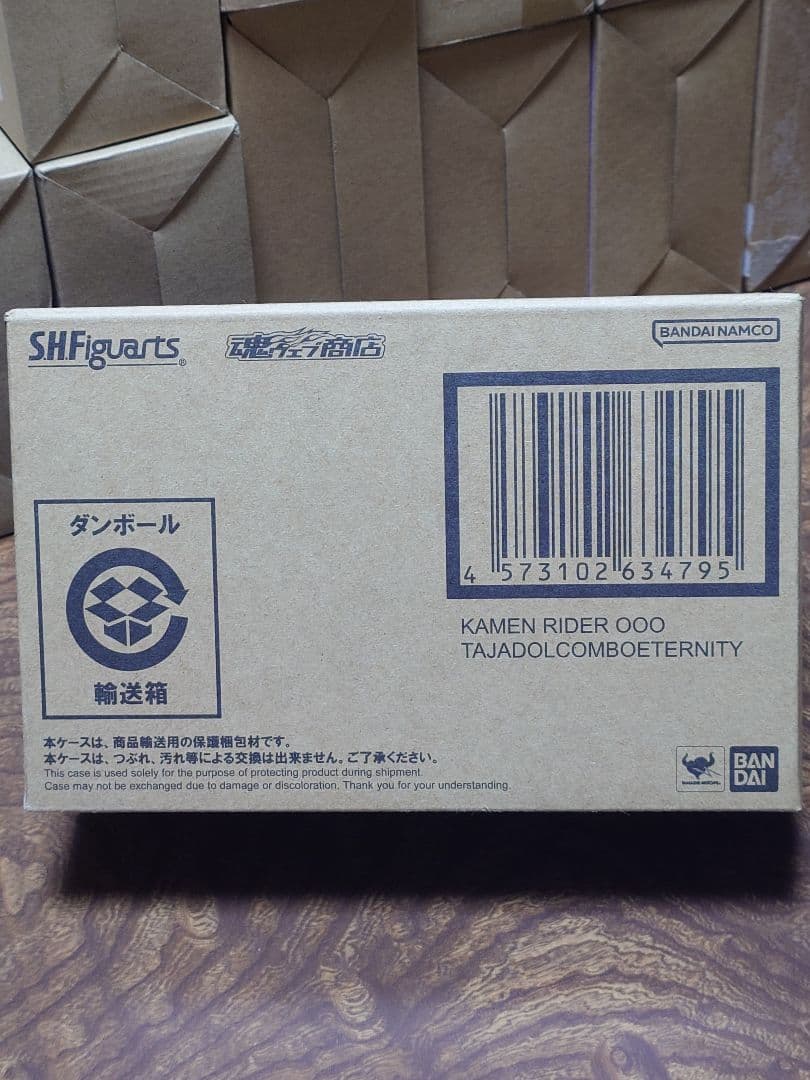 S.H.Figuarts®
魂ウェブ商店
BANDAI NAMCO
4 573102 634795
KAMEN RIDER OOO
TAJADOLCOMBOETERNITY
ダンボール
輸送箱
本ケースは、商品輸送用の保護梱包材です。
本ケースは、つぶれ、汚れ等による交換は出来ません。ご了承ください。
This case is used solely for the purpose of protecting product during shipment.
Case may not be exchanged due to damage or discoloration. Thank you for your understanding.
BAN
DAI